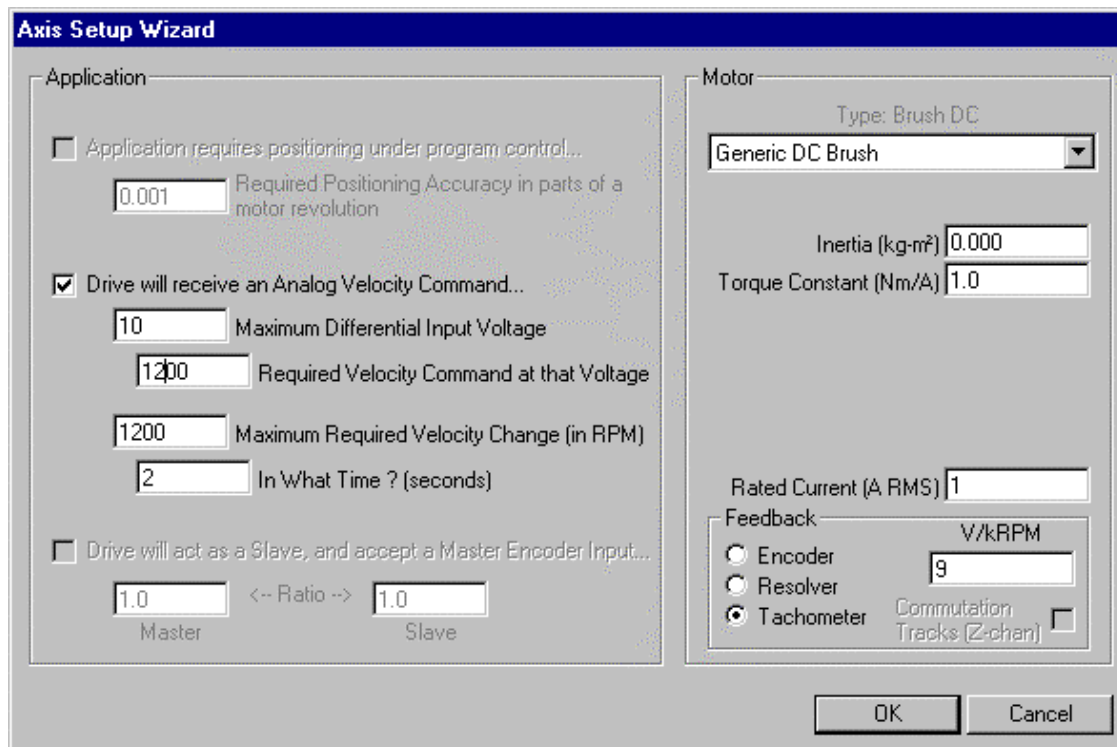 Axis Setup Wizard
Application
Application requires positioning under program control...
0.001
Required Positioning Accuracy in parts of a
motor revolution
Drive will receive an Analog Velocity Command...
10
Maximum Differential Input Voltage
1200
Required Velocity Command at that Voltage
1200
Maximum Required Velocity Change (in RPM)
2
In What Time ? (seconds)
Drive will act as a Slave, and accept a Master Encoder Input...
1.0
<-- Ratio -->
1.0
Master
Slave
Motor
Type: Brush DC
Generic DC Brush
Inertia (kg-m²)
0.000
Torque Constant (Nm/A)
1.0
Rated Current (A RMS)
1
Feedback
Encoder
Resolver
Tachometer
V/kRPM
9
Commutation
Tracks (Z-chan)
OK
Cancel